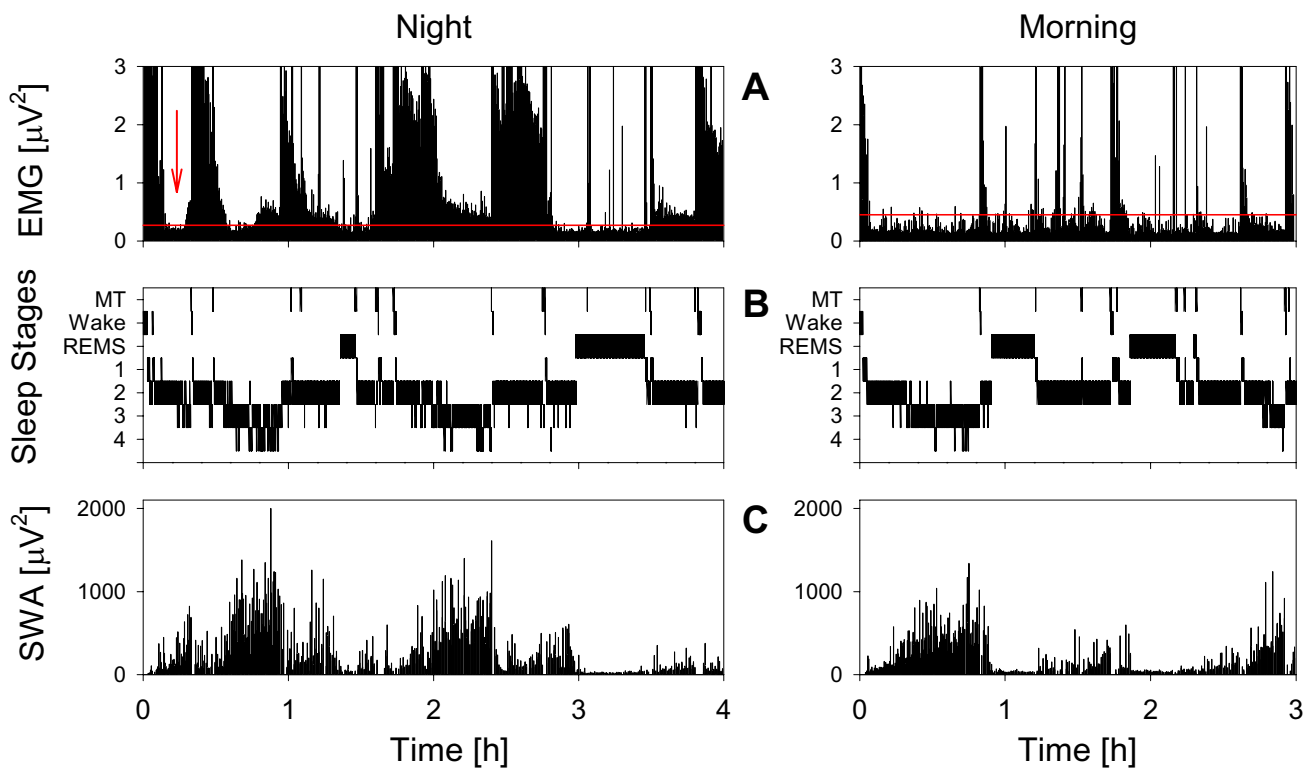 Night
Morning
A
EMG [μV²]
3
2
1
0
3
2
1
0
B
Sleep Stages
MT
Wake
REMS
1
2
3
4
MT
Wake
REMS
1
2
3
4
C
SWA [μV²]
2000
1000
0
2000
1000
0
0 1 2 3 4
0 1 2 3
Time [h]
Time [h]